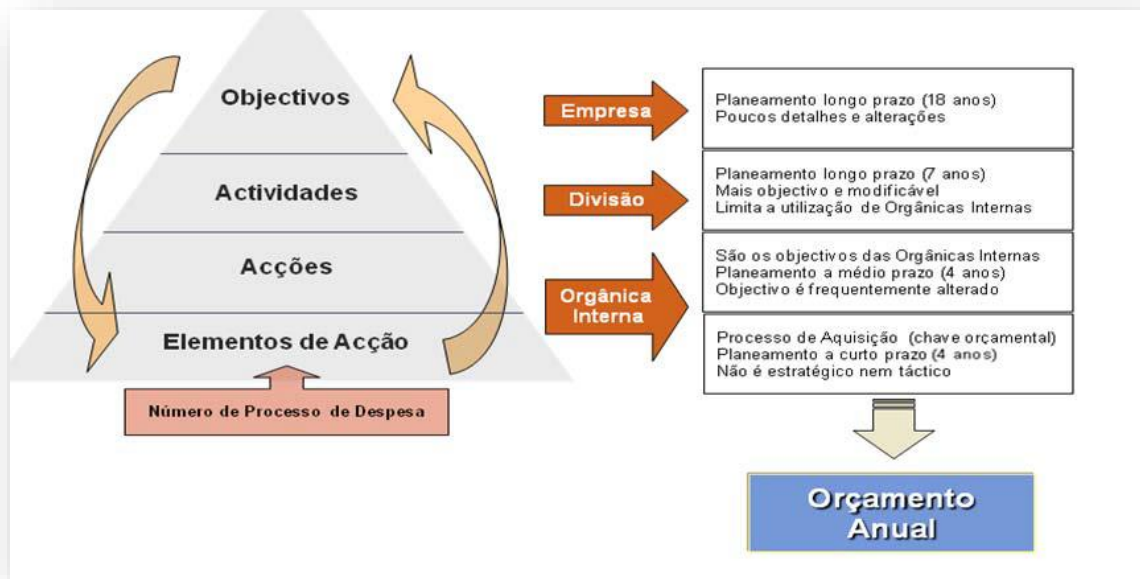 Objectivos
Actividades
Acções
Elementos de Acção
Número de Processo de Despesa
Empresa
Planeamento longo prazo (18 anos)
Poucos detalhes e alterações
Divisão
Planeamento longo prazo (7 anos)
Mais objectivo e modificável
Limita a utilização de Orgânicas Internas
Orgânica
Interna
São os objectivos das Orgânicas Internas
Planeamento a médio prazo (4 anos)
Objectivo é frequentemente alterado
Processo de Aquisição (chave orçamental)
Planeamento a curto prazo (4 anos)
Não é estratégico nem táctico
Orçamento
Anual